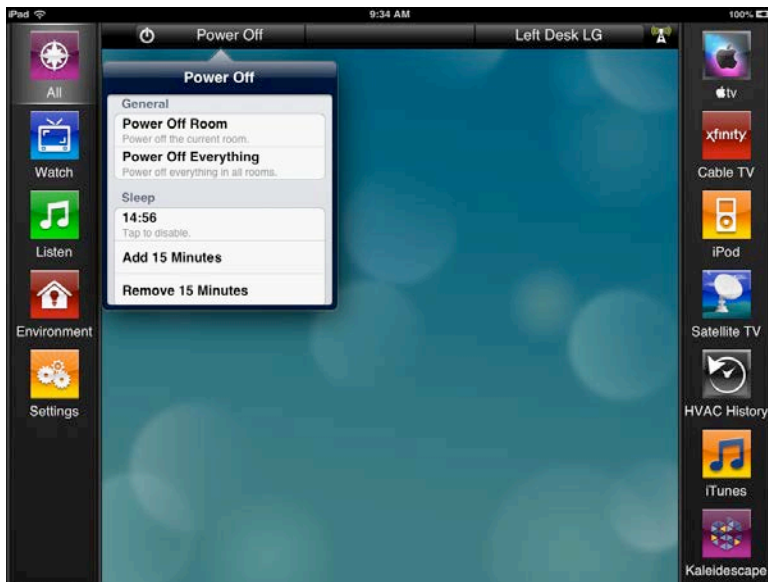 iPad
9:34 AM
100%
Power Off
Left Desk LG
All
Watch
Listen
Environment
Settings
Power Off
General
Power Off Room
Power off the current room.
Power Off Everything
Power off everything in all rooms.
Sleep
14:56
Tap to disable.
Add 15 Minutes
Remove 15 Minutes
tv
xfinity
Cable TV
iPod
Satellite TV
HVAC History
iTunes
Kaleidescape